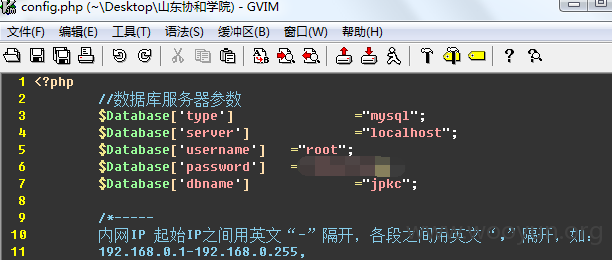 config.php (~\Desktop\山东协和学院) - GVIM
文件(F) 编辑(E) 工具(T) 语法(S) 缓冲区(B) 窗口(W) 帮助(H)
1 <?php
2 //数据库服务器参数
3 $Database['type'] ="mysql";
4 $Database['server'] ="localhost";
5 $Database['username'] ="root";
6 $Database['password'] =
7 $Database['dbname'] ="jpkc";
8
9 /*-----
10 内网IP 起始IP之间用英文“-”隔开，各段之间用英文“,”隔开，如：
11 192.168.0.1-192.168.0.255,